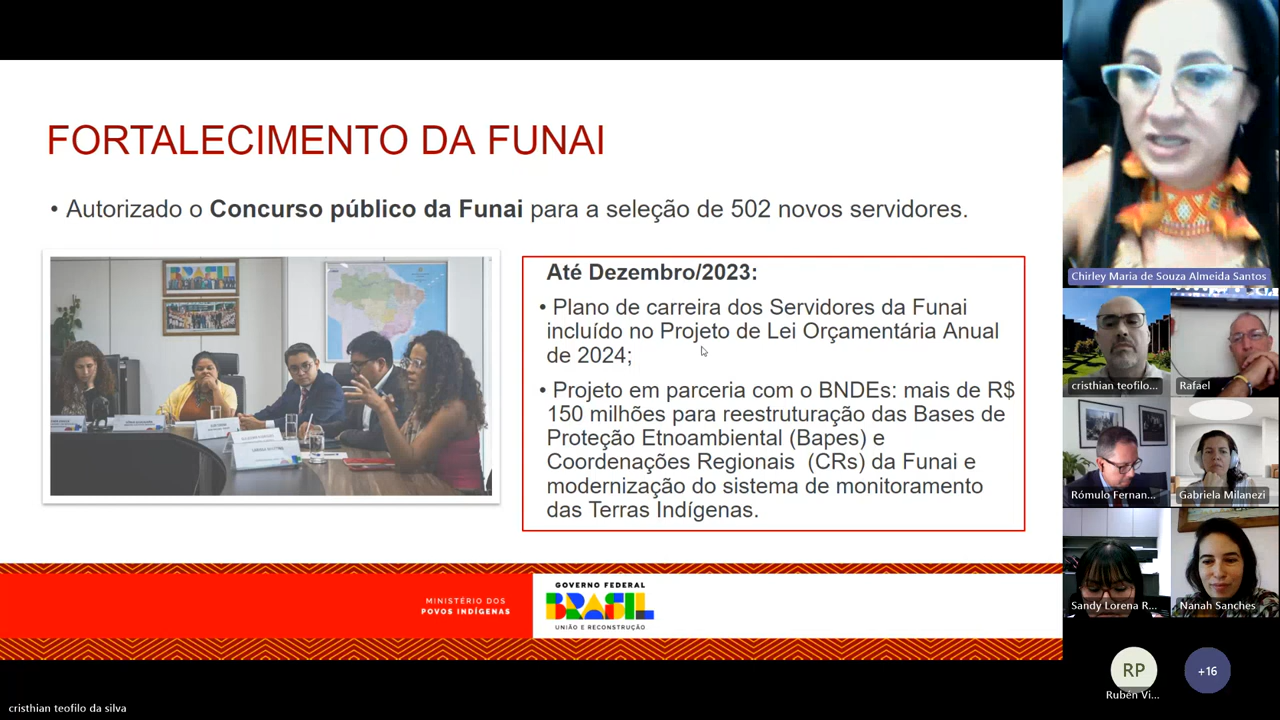 FORTALECIMENTO DA FUNAI
• Autorizado o Concurso público da Funai para a seleção de 502 novos servidores.
BRASIL
Até Dezembro/2023:
• Plano de carreira dos Servidores da Funai
incluído no Projeto de Lei Orçamentária Anual
de 2024;
• Projeto em parceria com o BNDEs: mais de R$
150 milhões para reestruturação das Bases de
Proteção Etnoambiental (Bapes) e
Coordenações Regionais (CRs) da Funai e
modernização do sistema de monitoramento
das Terras Indígenas.
MINISTÉRIO DOS
POVOS INDÍGENAS
GOVERNO FEDERAL
BRASIL
UNIÃO E RECONSTRUÇÃO
Chirley Maria de Souza Almeida Santos
cristhian teofilo...
Rafael
Rómulo Fernan...
Gabriela Milanezi
Sandy Lorena R...
Nanah Sanches
RP
Rubén Vi...
+16
cristhian teofilo da silva